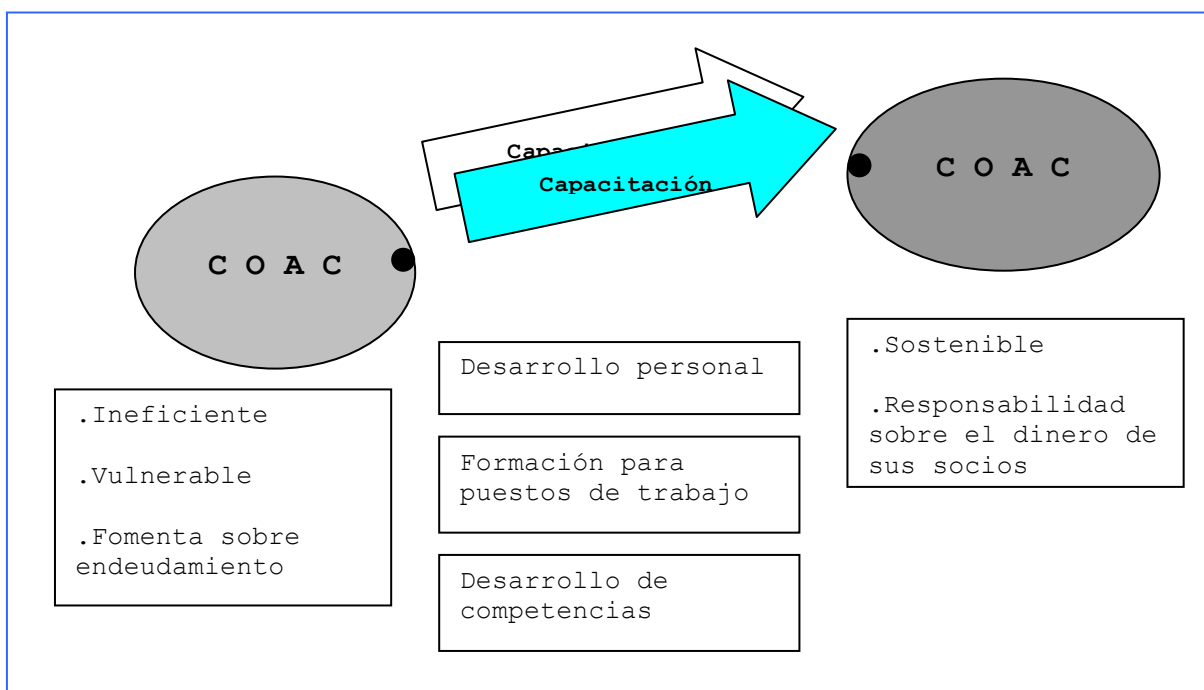 Capacitación
C O A C
C O A C
.Ineficiente
.Vulnerable
.Fomenta sobre
endeudamiento
Desarrollo personal
Formación para
puestos de trabajo
Desarrollo de
competencias
.Sostenible
.Responsabilidad
sobre el dinero de
sus socios